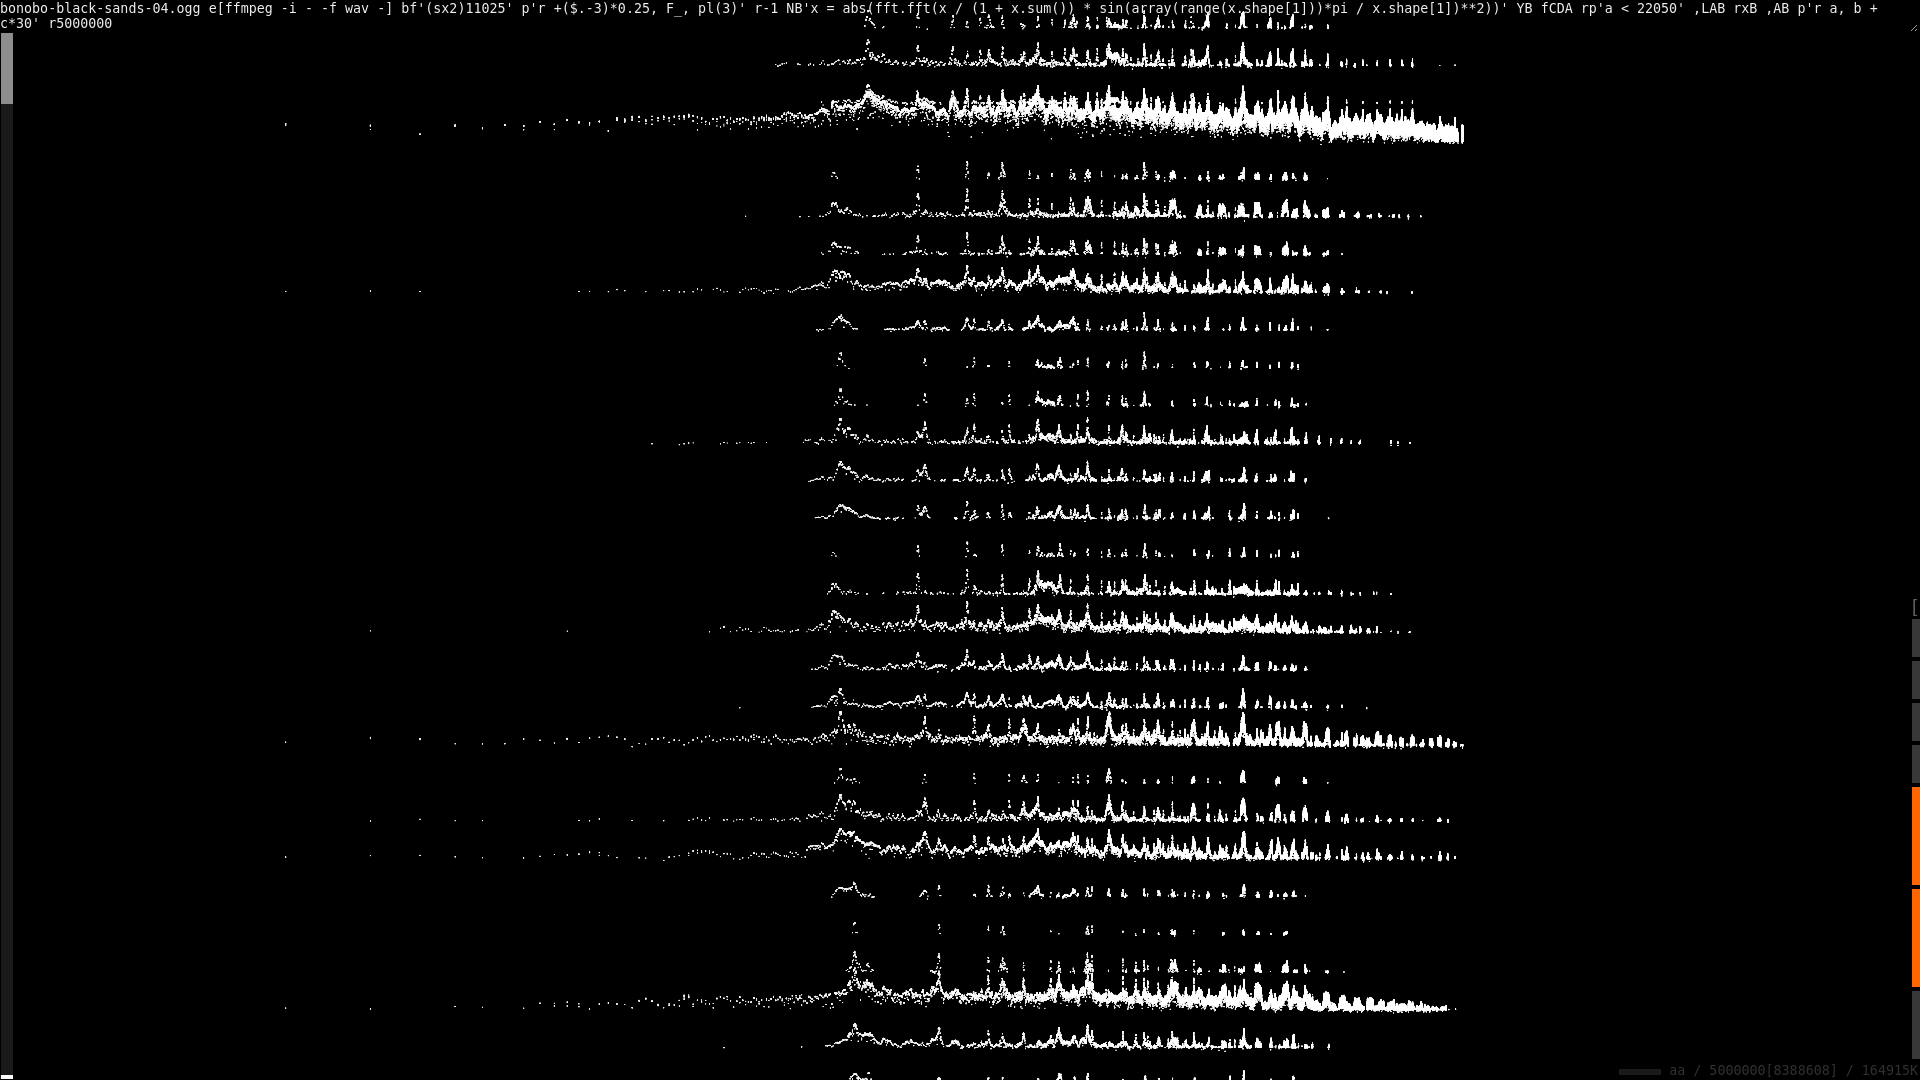 bonobo-black-sands-04.ogg e[ffmpeg -i - -f wav -] bf'(sx2)11025' p'r +($.-3)*0.25, F_, pl(3)' r-1 NB'x = abs(fft.fft(x / (1 + x.sum()) * sin(array(range(x.shape[1]))*pi / x.shape[1])**2))' YB fCDA rp'a < 22050' ,LAB rxB ,AB p'r a, b +
c*30' r5000000
[
aa / 5000000[8388608] / 164915K